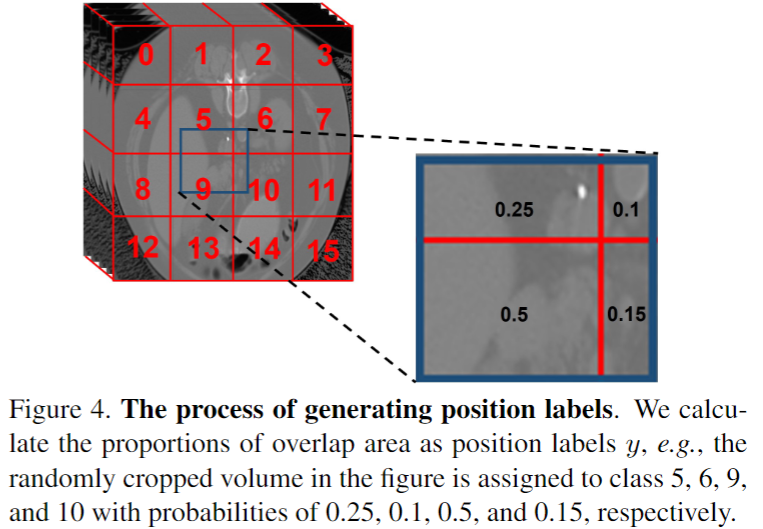 0 1 2 3
4 5 6 7
8 9 10 11
12 13 14 15
0.25 0.1
0.5 0.15
Figure 4. The process of generating position labels. We calcu-
late the proportions of overlap area as position labels y, e.g., the
randomly cropped volume in the figure is assigned to class 5, 6, 9,
and 10 with probabilities of 0.25, 0.1, 0.5, and 0.15, respectively.